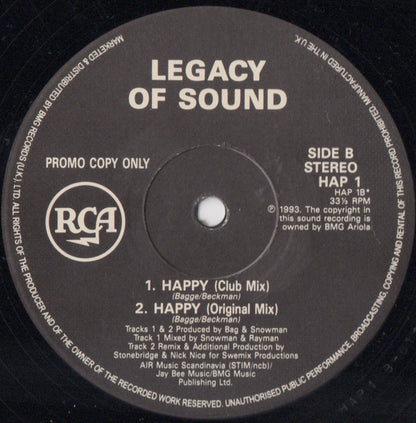 MARKETED & DISTRIBUTED BY BMG RECORDS (U.K.) LTD ALL RIGHTS OF THE PRODUCER AND OF THE OWNER OF THE RECORDED WORK RESERVED. UNAUTHORISED PUBLIC PERFORMANCE, BROADCASTING, COPYING AND RENTAL OF THIS RECORD PROHIBITED. MANUFACTURED IN THE U.K.
LEGACY
OF SOUND
PROMO COPY ONLY
RCA
SIDE B
STEREO
HAP 1
HAP 1B*
33⅓ RPM
℗ 1993. The copyright in
this sound recording is
owned by BMG Ariola
1. HAPPY (Club Mix)
(Bagge/Beckman)
2. HAPPY (Original Mix)
(Bagge/Beckman)
Tracks 1 & 2 Produced by Bag & Snowman
Track 1 Mixed by Snowman & Rayman
Track 2 Remix & Additional Production by
Stonebridge & Nick Nice for Swemix Productions
AIR Music Scandinavia (STIM/ncb)/
Jay Bee Music/BMG Music
Publishing Ltd.